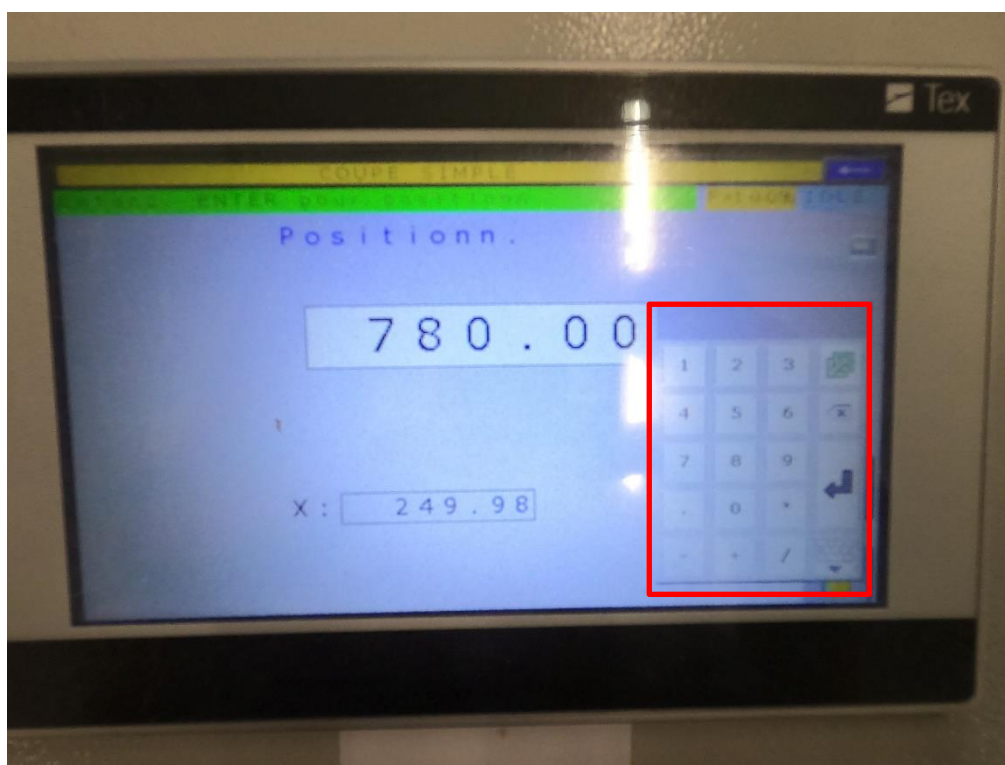 Tex
COUPE SIMPLE
ENTER pour
Positionn.
780.00
1 2 3
4 5 6
7 8 9
. 0 *
- + /
X: 249.98